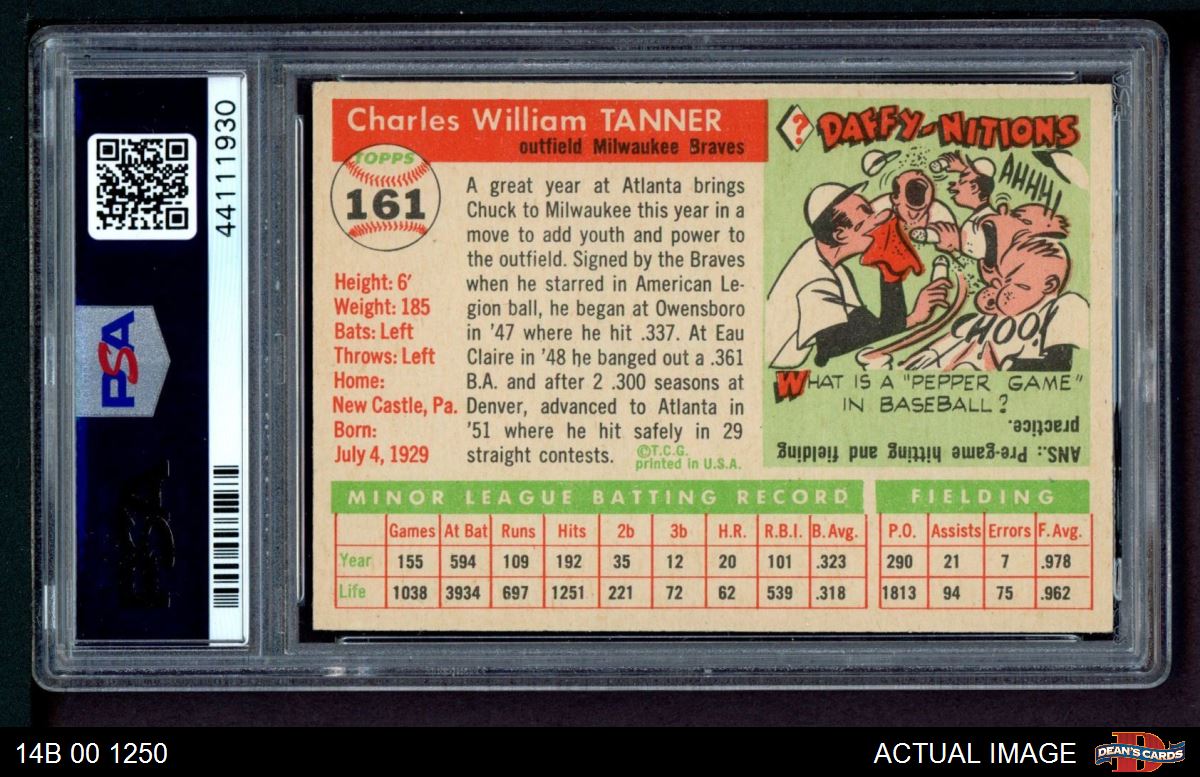 44111930
PSA
Charles William TANNER
outfield Milwaukee Braves
TOPPS
161
Height: 6'
Weight: 185
Bats: Left
Throws: Left
Home:
New Castle, Pa.
Born:
July 4, 1929
A great year at Atlanta brings
Chuck to Milwaukee this year in a
move to add youth and power to
the outfield. Signed by the Braves
when he starred in American Le-
gion ball, he began at Owensboro
in '47 where he hit .337. At Eau
Claire in '48 he banged out a .361
B.A. and after 2 .300 seasons at
Denver, advanced to Atlanta in
'51 where he hit safely in 29
straight contests.
©T.C.G.
printed in U.S.A.
? DAFFY-NITIONS
AHHH
CHOO!
WHAT IS A "PEPPER GAME"
IN BASEBALL?
ANS.: Pre-game hitting and fielding
practice.
MINOR LEAGUE BATTING RECORD FIELDING
Games At Bat Runs Hits 2b 3b H.R. R.B.I. B.Avg. P.O. Assists Errors F.Avg.
Year 155 594 109 192 35 12 20 101 .323 290 21 7 .978
Life 1038 3934 697 1251 221 72 62 539 .318 1813 94 75 .962
14B 00 1250
ACTUAL IMAGE
DEAN'S CARDS